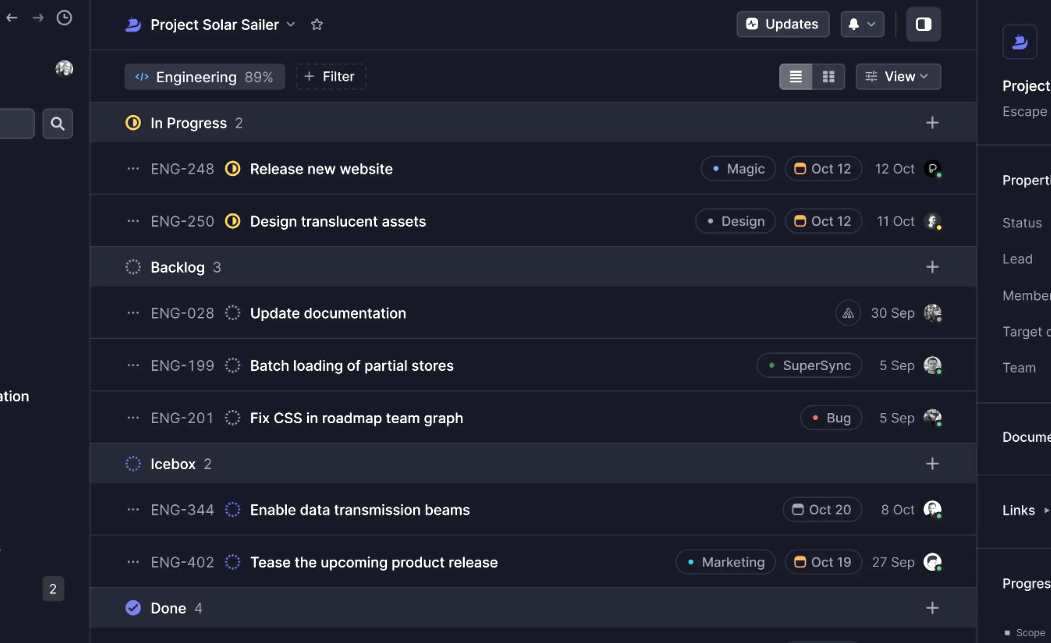 Project Solar Sailer
Updates
Engineering 89%
+ Filter
View
In Progress 2
ENG-248 Release new website Magic Oct 12 12 Oct
ENG-250 Design translucent assets Design Oct 12 11 Oct
Backlog 3
ENG-028 Update documentation 30 Sep
ENG-199 Batch loading of partial stores SuperSync 5 Sep
ENG-201 Fix CSS in roadmap team graph Bug 5 Sep
Icebox 2
ENG-344 Enable data transmission beams Oct 20 8 Oct
ENG-402 Tease the upcoming product release Marketing Oct 19 27 Sep
Done 4
ation
2
Project
Escape
Properti
Status
Lead
Member
Target
Team
Docume
Links
Progres
Scope